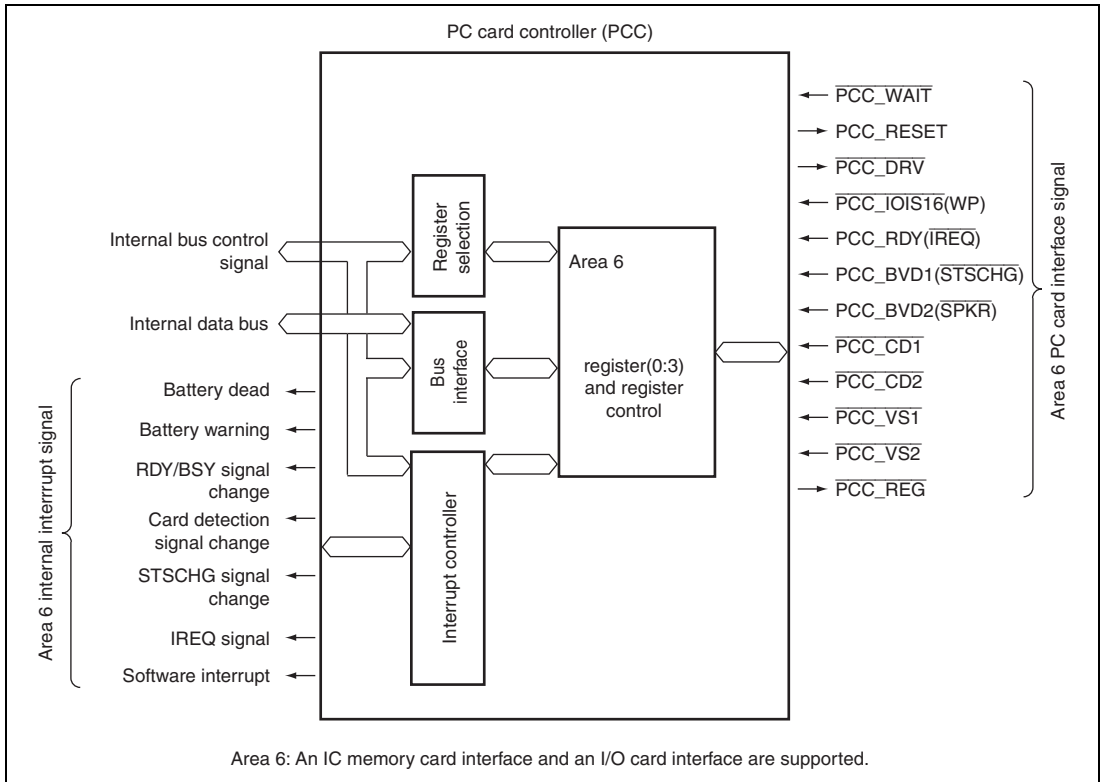 PC card controller (PCC)
Internal bus control
signal
Internal data bus
Area 6 internal interrrupt signal
Battery dead
Battery warning
RDY/BSY signal
change
Card detection
signal change
STSCHG signal
change
IREQ signal
Software interrupt
Register
selection
Bus
interface
Interrupt controller
Area 6
register(0:3)
and register
control
PCC_WAIT
PCC_RESET
PCC_DRV
PCC_IOIS16(WP)
PCC_RDY(IREQ)
PCC_BVD1(STSCHG)
PCC_BVD2(SPKR)
PCC_CD1
PCC_CD2
PCC_VS1
PCC_VS2
PCC_REG
Area 6 PC card interface signal
Area 6: An IC memory card interface and an I/O card interface are supported.